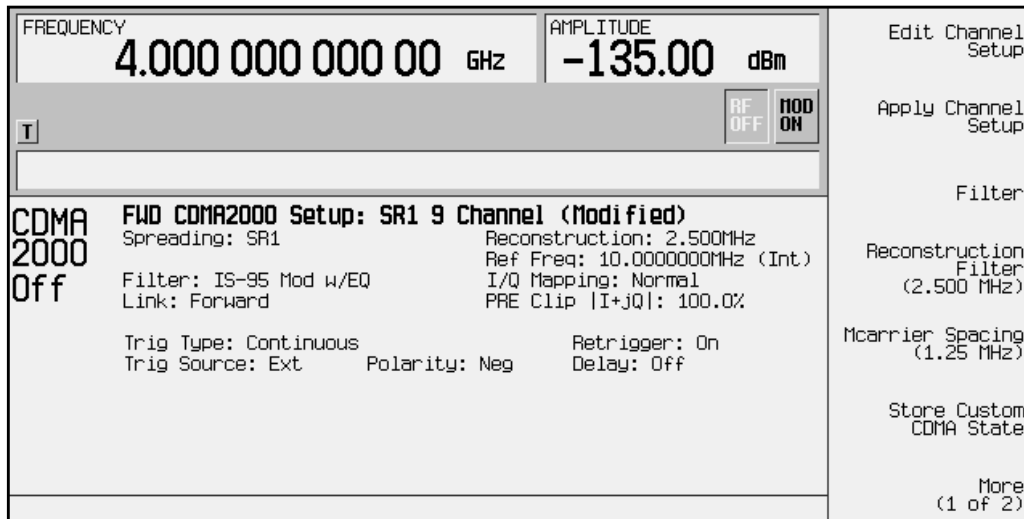 FREQUENCY
4.000 000 000 00 GHz
AMPLITUDE
-135.00 dBm
RF
OFF
MOD
ON
T
CDMA
2000
Off
FWD CDMA2000 Setup: SR1 9 Channel (Modified)
Spreading: SR1
Reconstruction: 2.500MHz
Ref Freq: 10.0000000MHz (Int)
Filter: IS-95 Mod w/EQ
I/Q Mapping: Normal
Link: Forward
PRE Clip |I+jQ|: 100.0%
Trig Type: Continuous
Retrigger: On
Trig Source: Ext
Polarity: Neg
Delay: Off
Edit Channel
Setup
Apply Channel
Setup
Filter
Reconstruction
Filter
(2.500 MHz)
Mcarrier Spacing
(1.25 MHz)
Store Custom
CDMA State
More
(1 of 2)